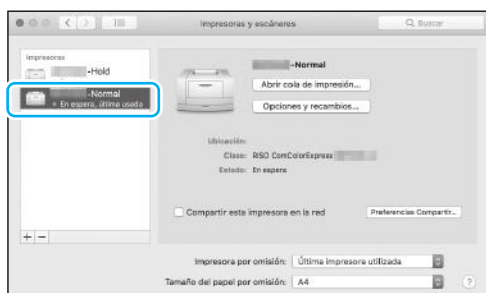 Impresoras y escáneres
Buscar
Impresoras
-Hold
-Normal
En espera, última usada
-Normal
Abrir cola de impresión...
Opciones y recambios...
Ubicación:
Clase: RISO ComColorExpress
Estado: En espera
Compartir esta impresora en la red
Preferencias Compartir...
+ −
Impresora por omisión: Última impresora utilizada
Tamaño del papel por omisión: A4
?